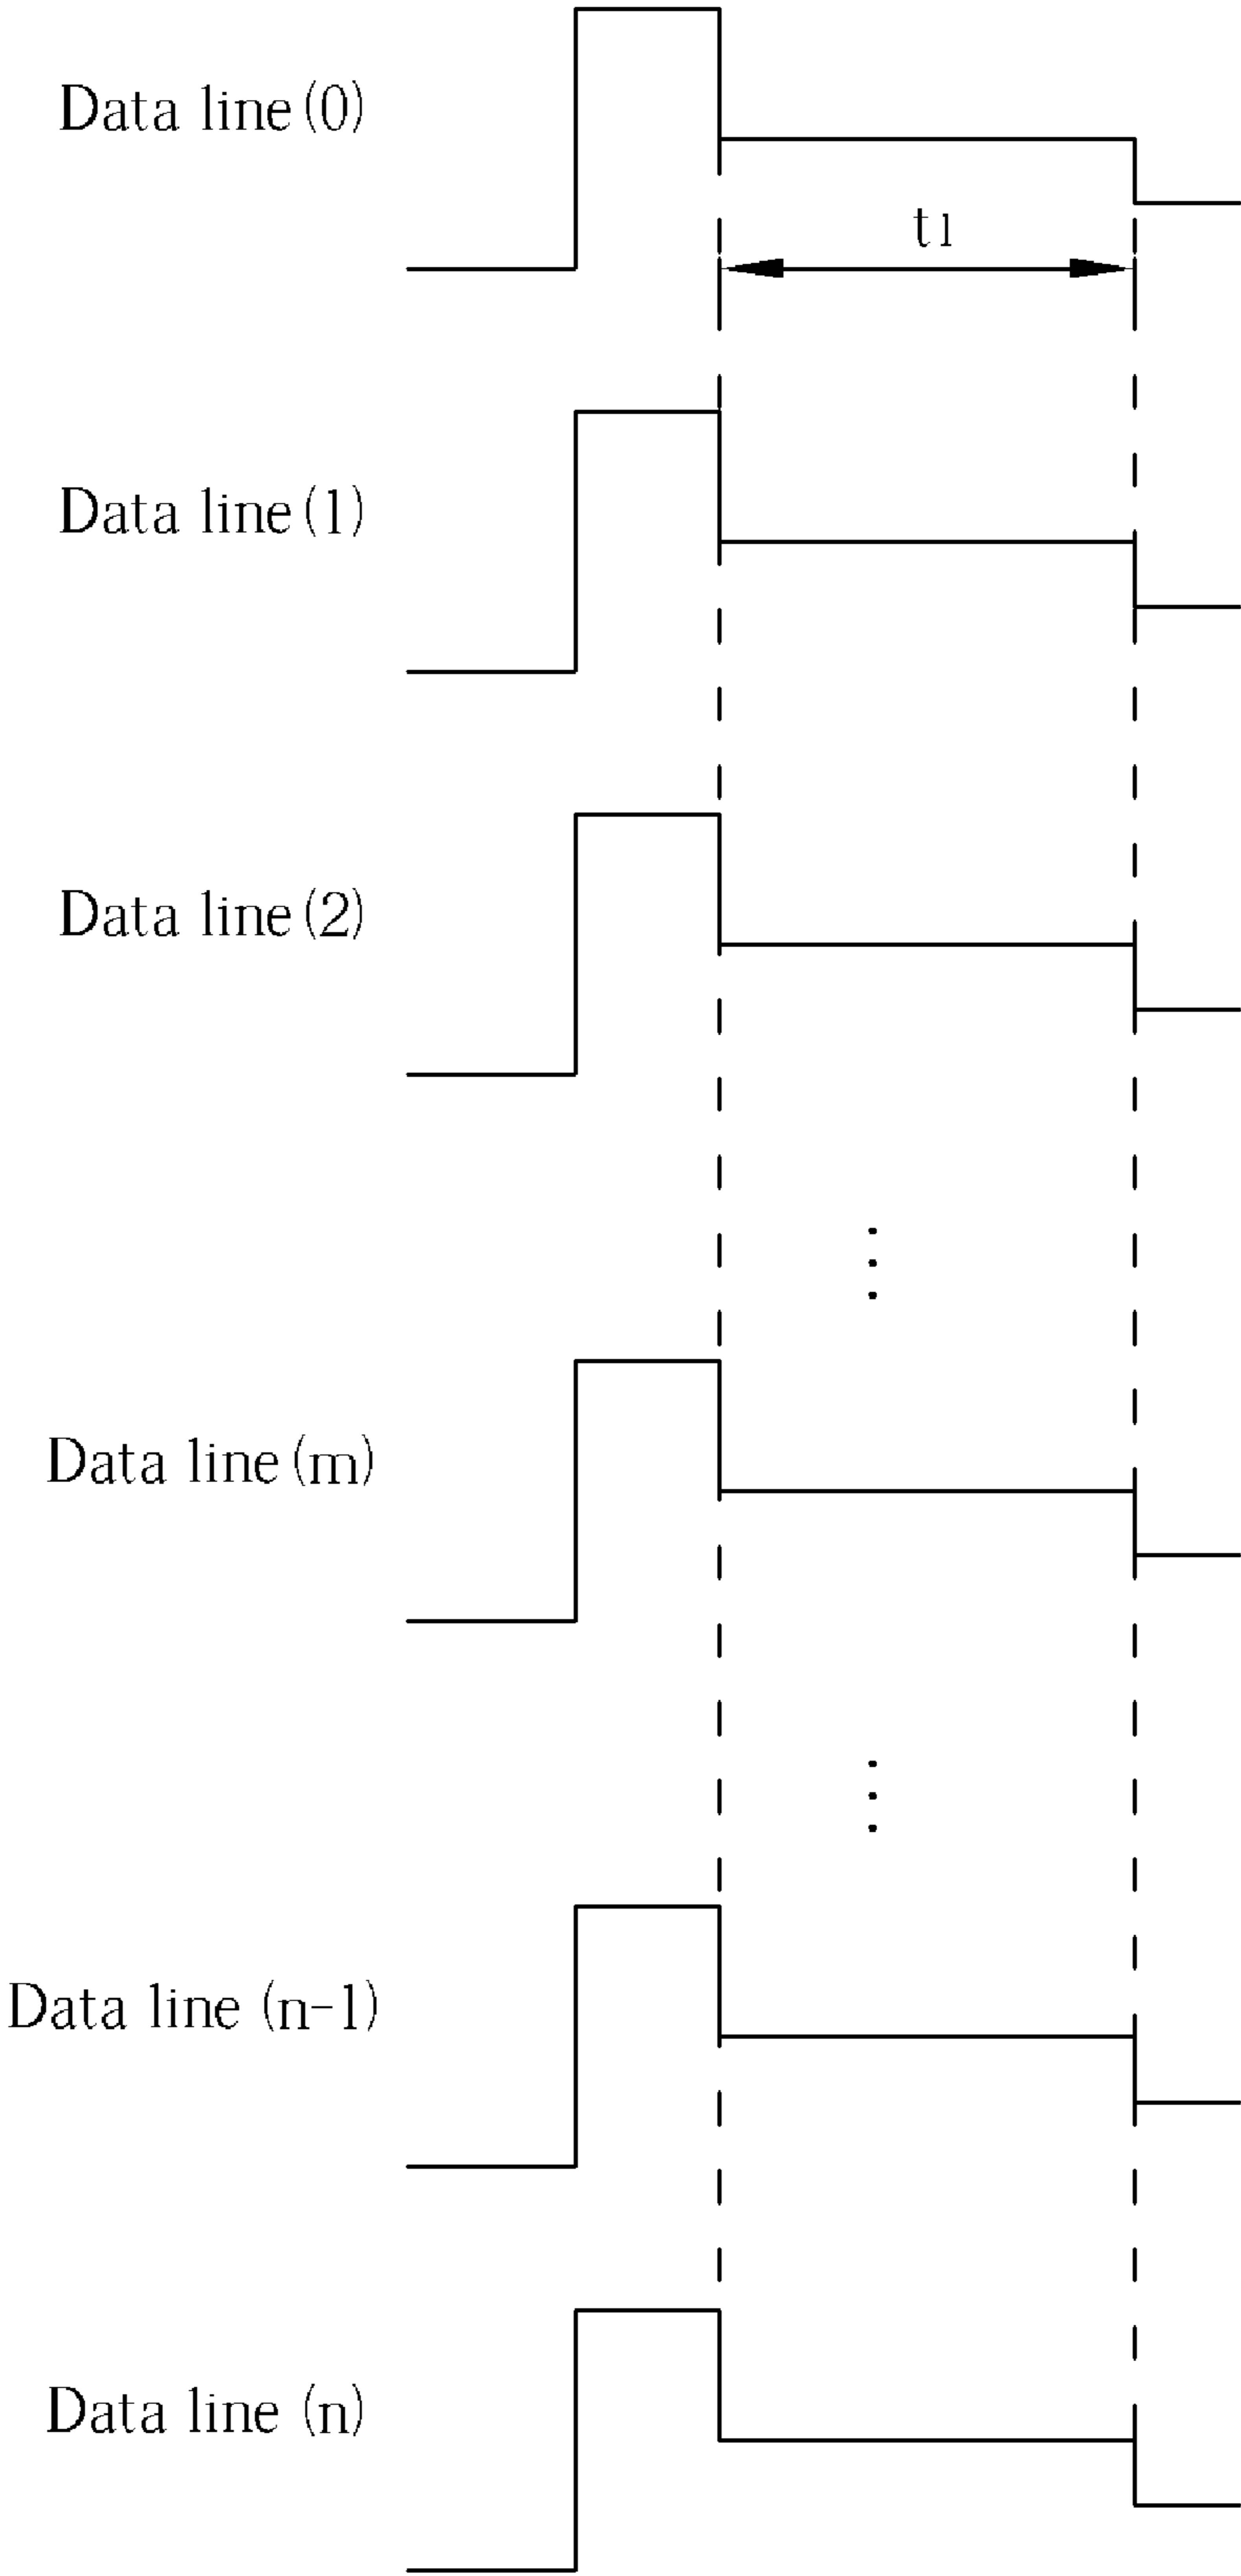 Data line (0)
t1
Data line (1)
Data line (2)
Data line (m)
Data line (n-1)
Data line (n)